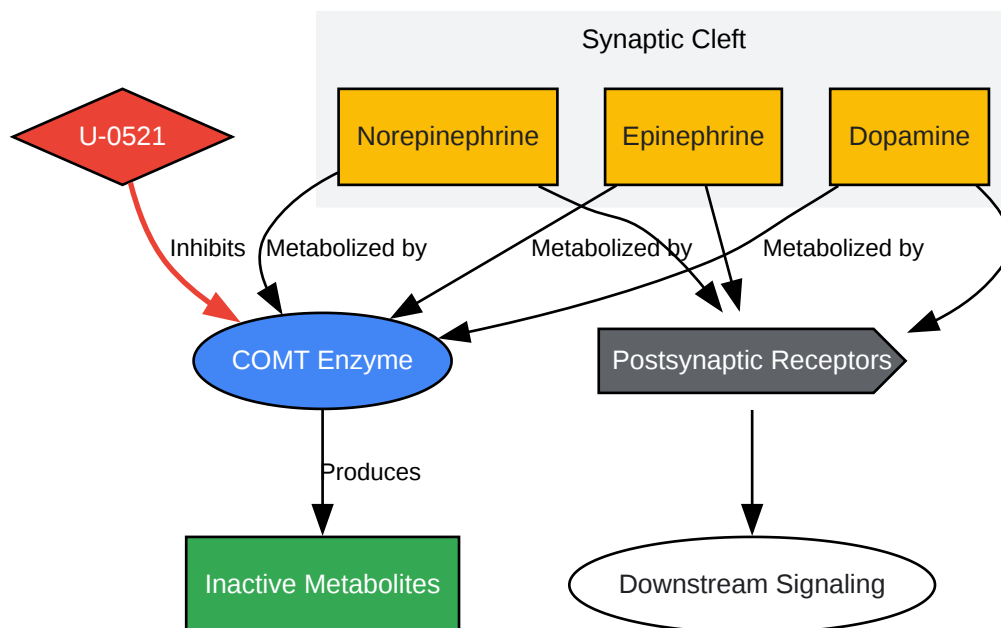 Synaptic Cleft
U-0521
Norepinephrine
Epinephrine
Dopamine
Inhibits
Metabolized by
Metabolized by
Metabolized by
COMT Enzyme
Postsynaptic Receptors
Produces
Inactive Metabolites
Downstream Signaling